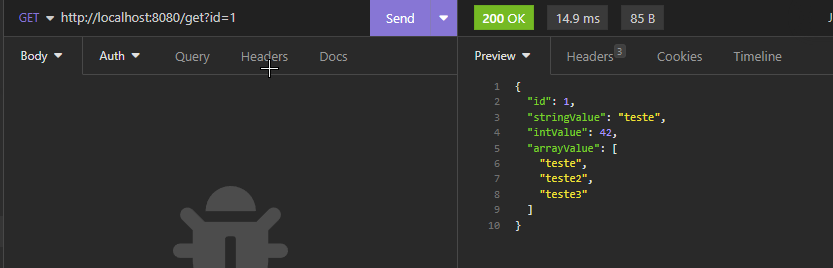 GET http://localhost:8080/get?id=1 Send 200 OK 14.9 ms 85 B
Body Auth Query Headers Docs Preview Headers 3 Cookies Timeline
1 {
2 "id": 1,
3 "stringValue": "teste",
4 "intValue": 42,
5 "arrayValue": [
6 "teste",
7 "teste2",
8 "teste3"
9 ]
10 }